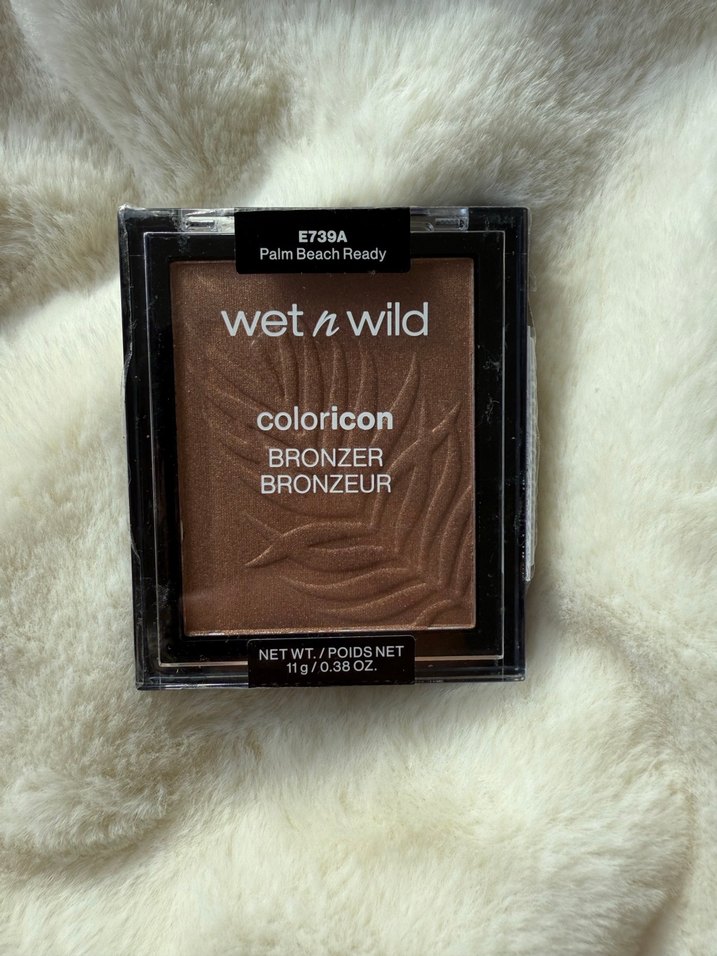 E739A
Palm Beach Ready
wet n wild
coloricon
BRONZER
BRONZEUR
NET WT. / POIDS NET
11 g / 0.38 OZ.